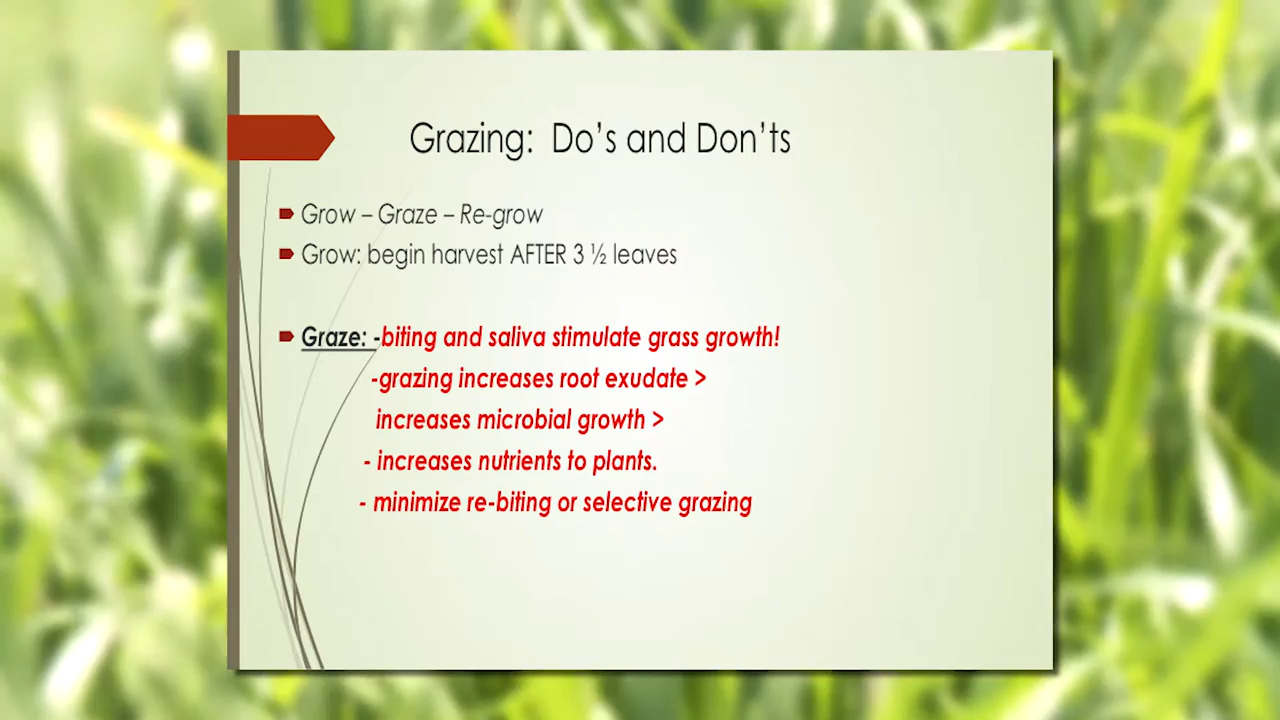 Grazing: Do's and Don'ts
Grow – Graze – Re-grow
Grow: begin harvest AFTER 3 ½ leaves
Graze: -biting and saliva stimulate grass growth!
-grazing increases root exudate >
increases microbial growth >
- increases nutrients to plants.
- minimize re-biting or selective grazing